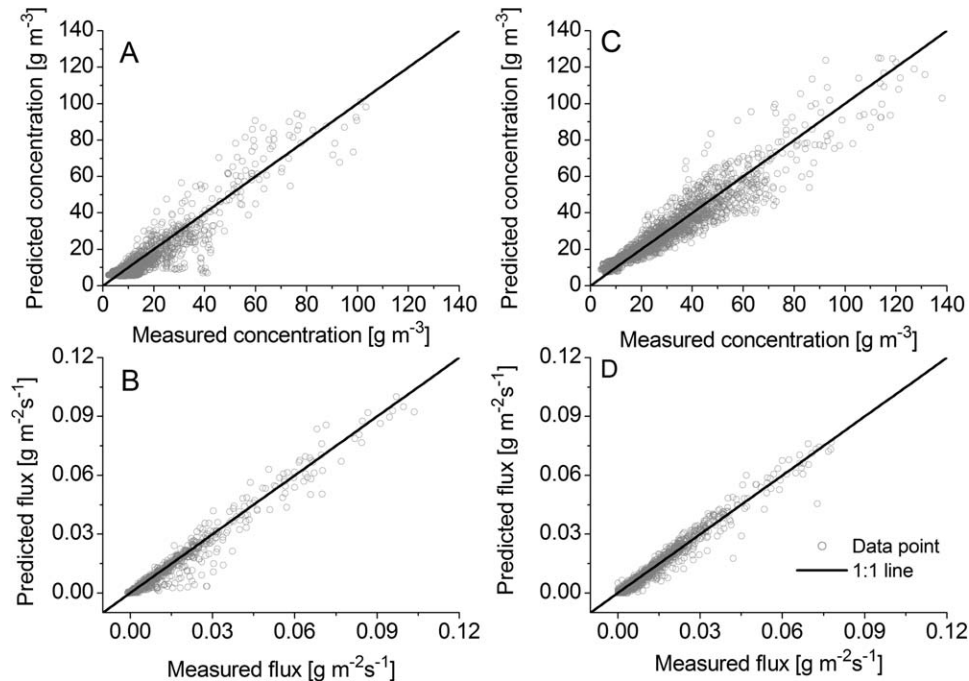 A
Predicted concentration [g m⁻³]
140
120
100
80
60
40
20
0
0 20 40 60 80 100 120 140
Measured concentration [g m⁻³]
C
Predicted concentration [g m⁻³]
140
120
100
80
60
40
20
0
0 20 40 60 80 100 120 140
Measured concentration [g m⁻³]
B
Predicted flux [g m⁻²s⁻¹]
0.12
0.09
0.06
0.03
0.00
0.00 0.03 0.06 0.09 0.12
Measured flux [g m⁻²s⁻¹]
D
Predicted flux [g m⁻²s⁻¹]
0.12
0.09
0.06
0.03
0.00
Data point
1:1 line
0.00 0.03 0.06 0.09 0.12
Measured flux [g m⁻²s⁻¹]